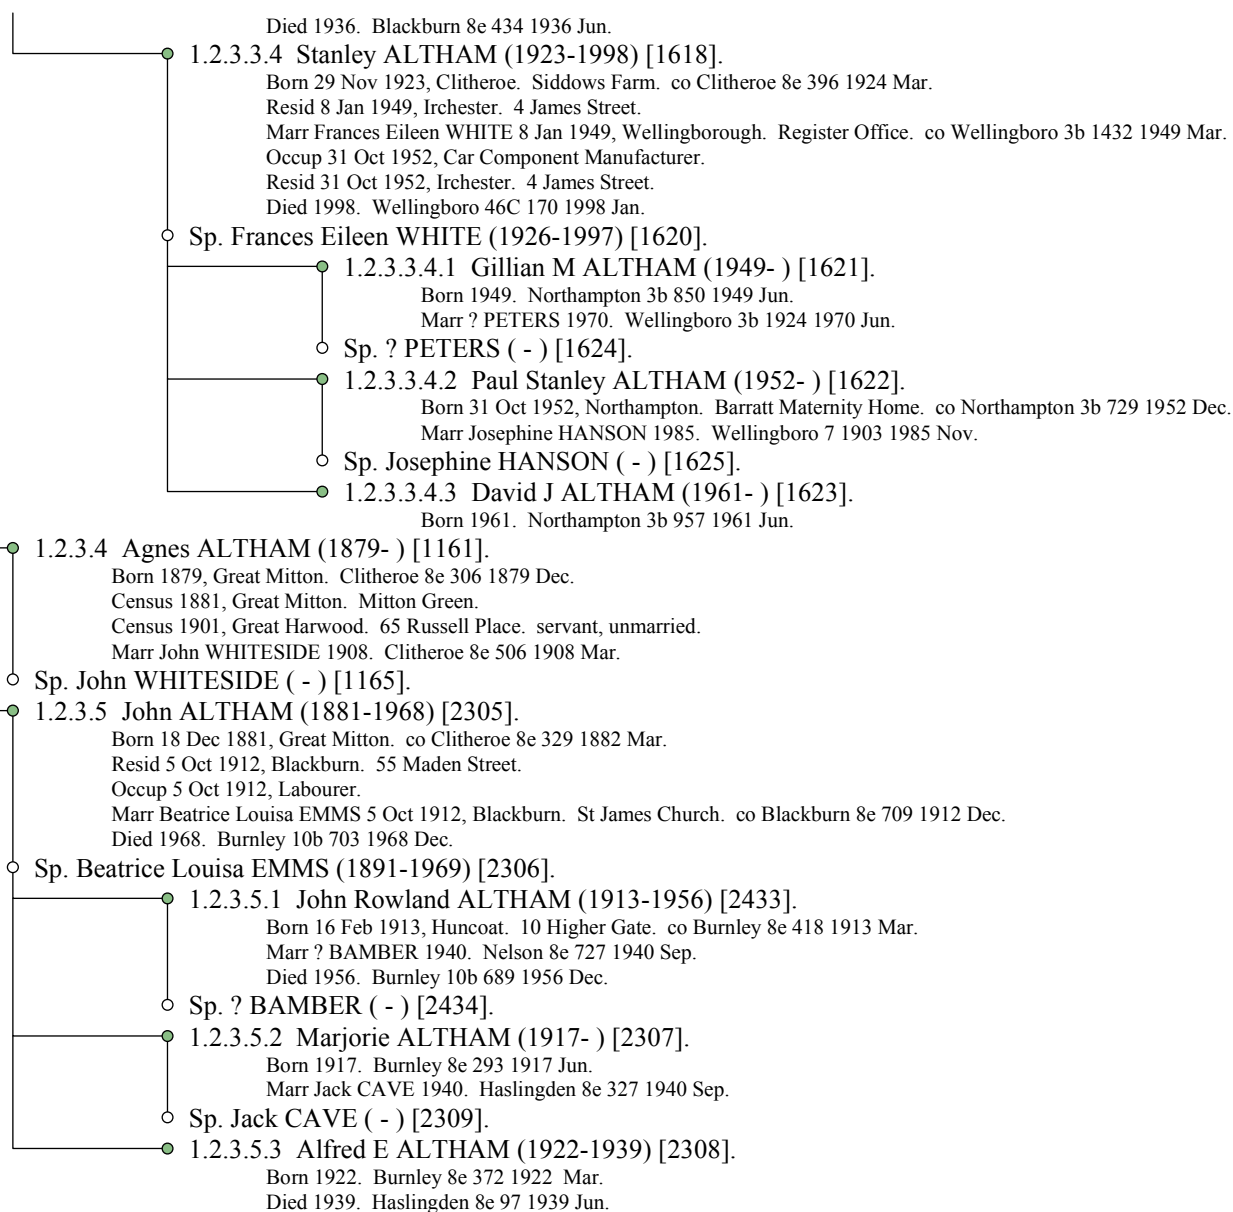 Died 1936. Blackburn 8e 434 1936 Jun.
1.2.3.3.4 Stanley ALTHAM (1923-1998) [1618].
Born 29 Nov 1923, Clitheroe. Siddows Farm. co Clitheroe 8e 396 1924 Mar.
Resid 8 Jan 1949, Irchester. 4 James Street.
Marr Frances Eileen WHITE 8 Jan 1949, Wellingborough. Register Office. co Wellingboro 3b 1432 1949 Mar.
Occup 31 Oct 1952, Car Component Manufacturer.
Resid 31 Oct 1952, Irchester. 4 James Street.
Died 1998. Wellingboro 46C 170 1998 Jan.
Sp. Frances Eileen WHITE (1926-1997) [1620].
1.2.3.3.4.1 Gillian M ALTHAM (1949- ) [1621].
Born 1949. Northampton 3b 850 1949 Jun.
Marr ? PETERS 1970. Wellingboro 3b 1924 1970 Jun.
Sp. ? PETERS ( - ) [1624].
1.2.3.3.4.2 Paul Stanley ALTHAM (1952- ) [1622].
Born 31 Oct 1952, Northampton. Barratt Maternity Home. co Northampton 3b 729 1952 Dec.
Marr Josephine HANSON 1985. Wellingboro 7 1903 1985 Nov.
Sp. Josephine HANSON ( - ) [1625].
1.2.3.3.4.3 David J ALTHAM (1961- ) [1623].
Born 1961. Northampton 3b 957 1961 Jun.
1.2.3.4 Agnes ALTHAM (1879- ) [1161].
Born 1879, Great Mitton. Clitheroe 8e 306 1879 Dec.
Census 1881, Great Mitton. Mitton Green.
Census 1901, Great Harwood. 65 Russell Place. servant, unmarried.
Marr John WHITESIDE 1908. Clitheroe 8e 506 1908 Mar.
Sp. John WHITESIDE ( - ) [1165].
1.2.3.5 John ALTHAM (1881-1968) [2305].
Born 18 Dec 1881, Great Mitton. co Clitheroe 8e 329 1882 Mar.
Resid 5 Oct 1912, Blackburn. 55 Maden Street.
Occup 5 Oct 1912, Labourer.
Marr Beatrice Louisa EMMS 5 Oct 1912, Blackburn. St James Church. co Blackburn 8e 709 1912 Dec.
Died 1968. Burnley 10b 703 1968 Dec.
Sp. Beatrice Louisa EMMS (1891-1969) [2306].
1.2.3.5.1 John Rowland ALTHAM (1913-1956) [2433].
Born 16 Feb 1913, Huncoat. 10 Higher Gate. co Burnley 8e 418 1913 Mar.
Marr ? BAMBER 1940. Nelson 8e 727 1940 Sep.
Died 1956. Burnley 10b 689 1956 Dec.
Sp. ? BAMBER ( - ) [2434].
1.2.3.5.2 Marjorie ALTHAM (1917- ) [2307].
Born 1917. Burnley 8e 293 1917 Jun.
Marr Jack CAVE 1940. Haslingden 8e 327 1940 Sep.
Sp. Jack CAVE ( - ) [2309].
1.2.3.5.3 Alfred E ALTHAM (1922-1939) [2308].
Born 1922. Burnley 8e 372 1922 Mar.
Died 1939. Haslingden 8e 97 1939 Jun.